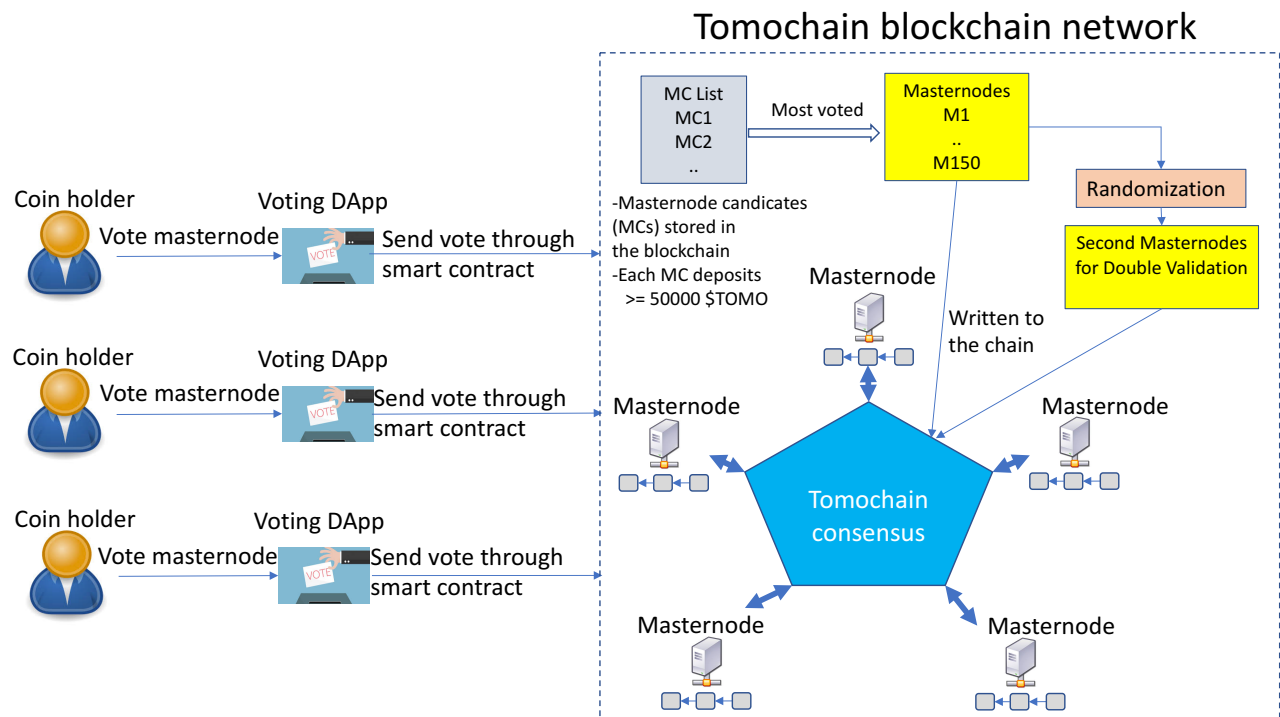 Tomochain blockchain network
Coin holder
Vote masternode
Voting DApp
VOTE
Send vote through
smart contract
Coin holder
Vote masternode
Voting DApp
VOTE
Send vote through
smart contract
Coin holder
Vote masternode
Voting DApp
VOTE
Send vote through
smart contract
MC List
MC1
MC2
..
Most voted
Masternodes
M1
..
M150
Randomization
Second Masternodes
for Double Validation
-Masternode candicates
(MCs) stored in
the blockchain
-Each MC deposits
>= 50000 $TOMO
Written to
the chain
Masternode
Masternode
Masternode
Tomochain
consensus
Masternode
Masternode